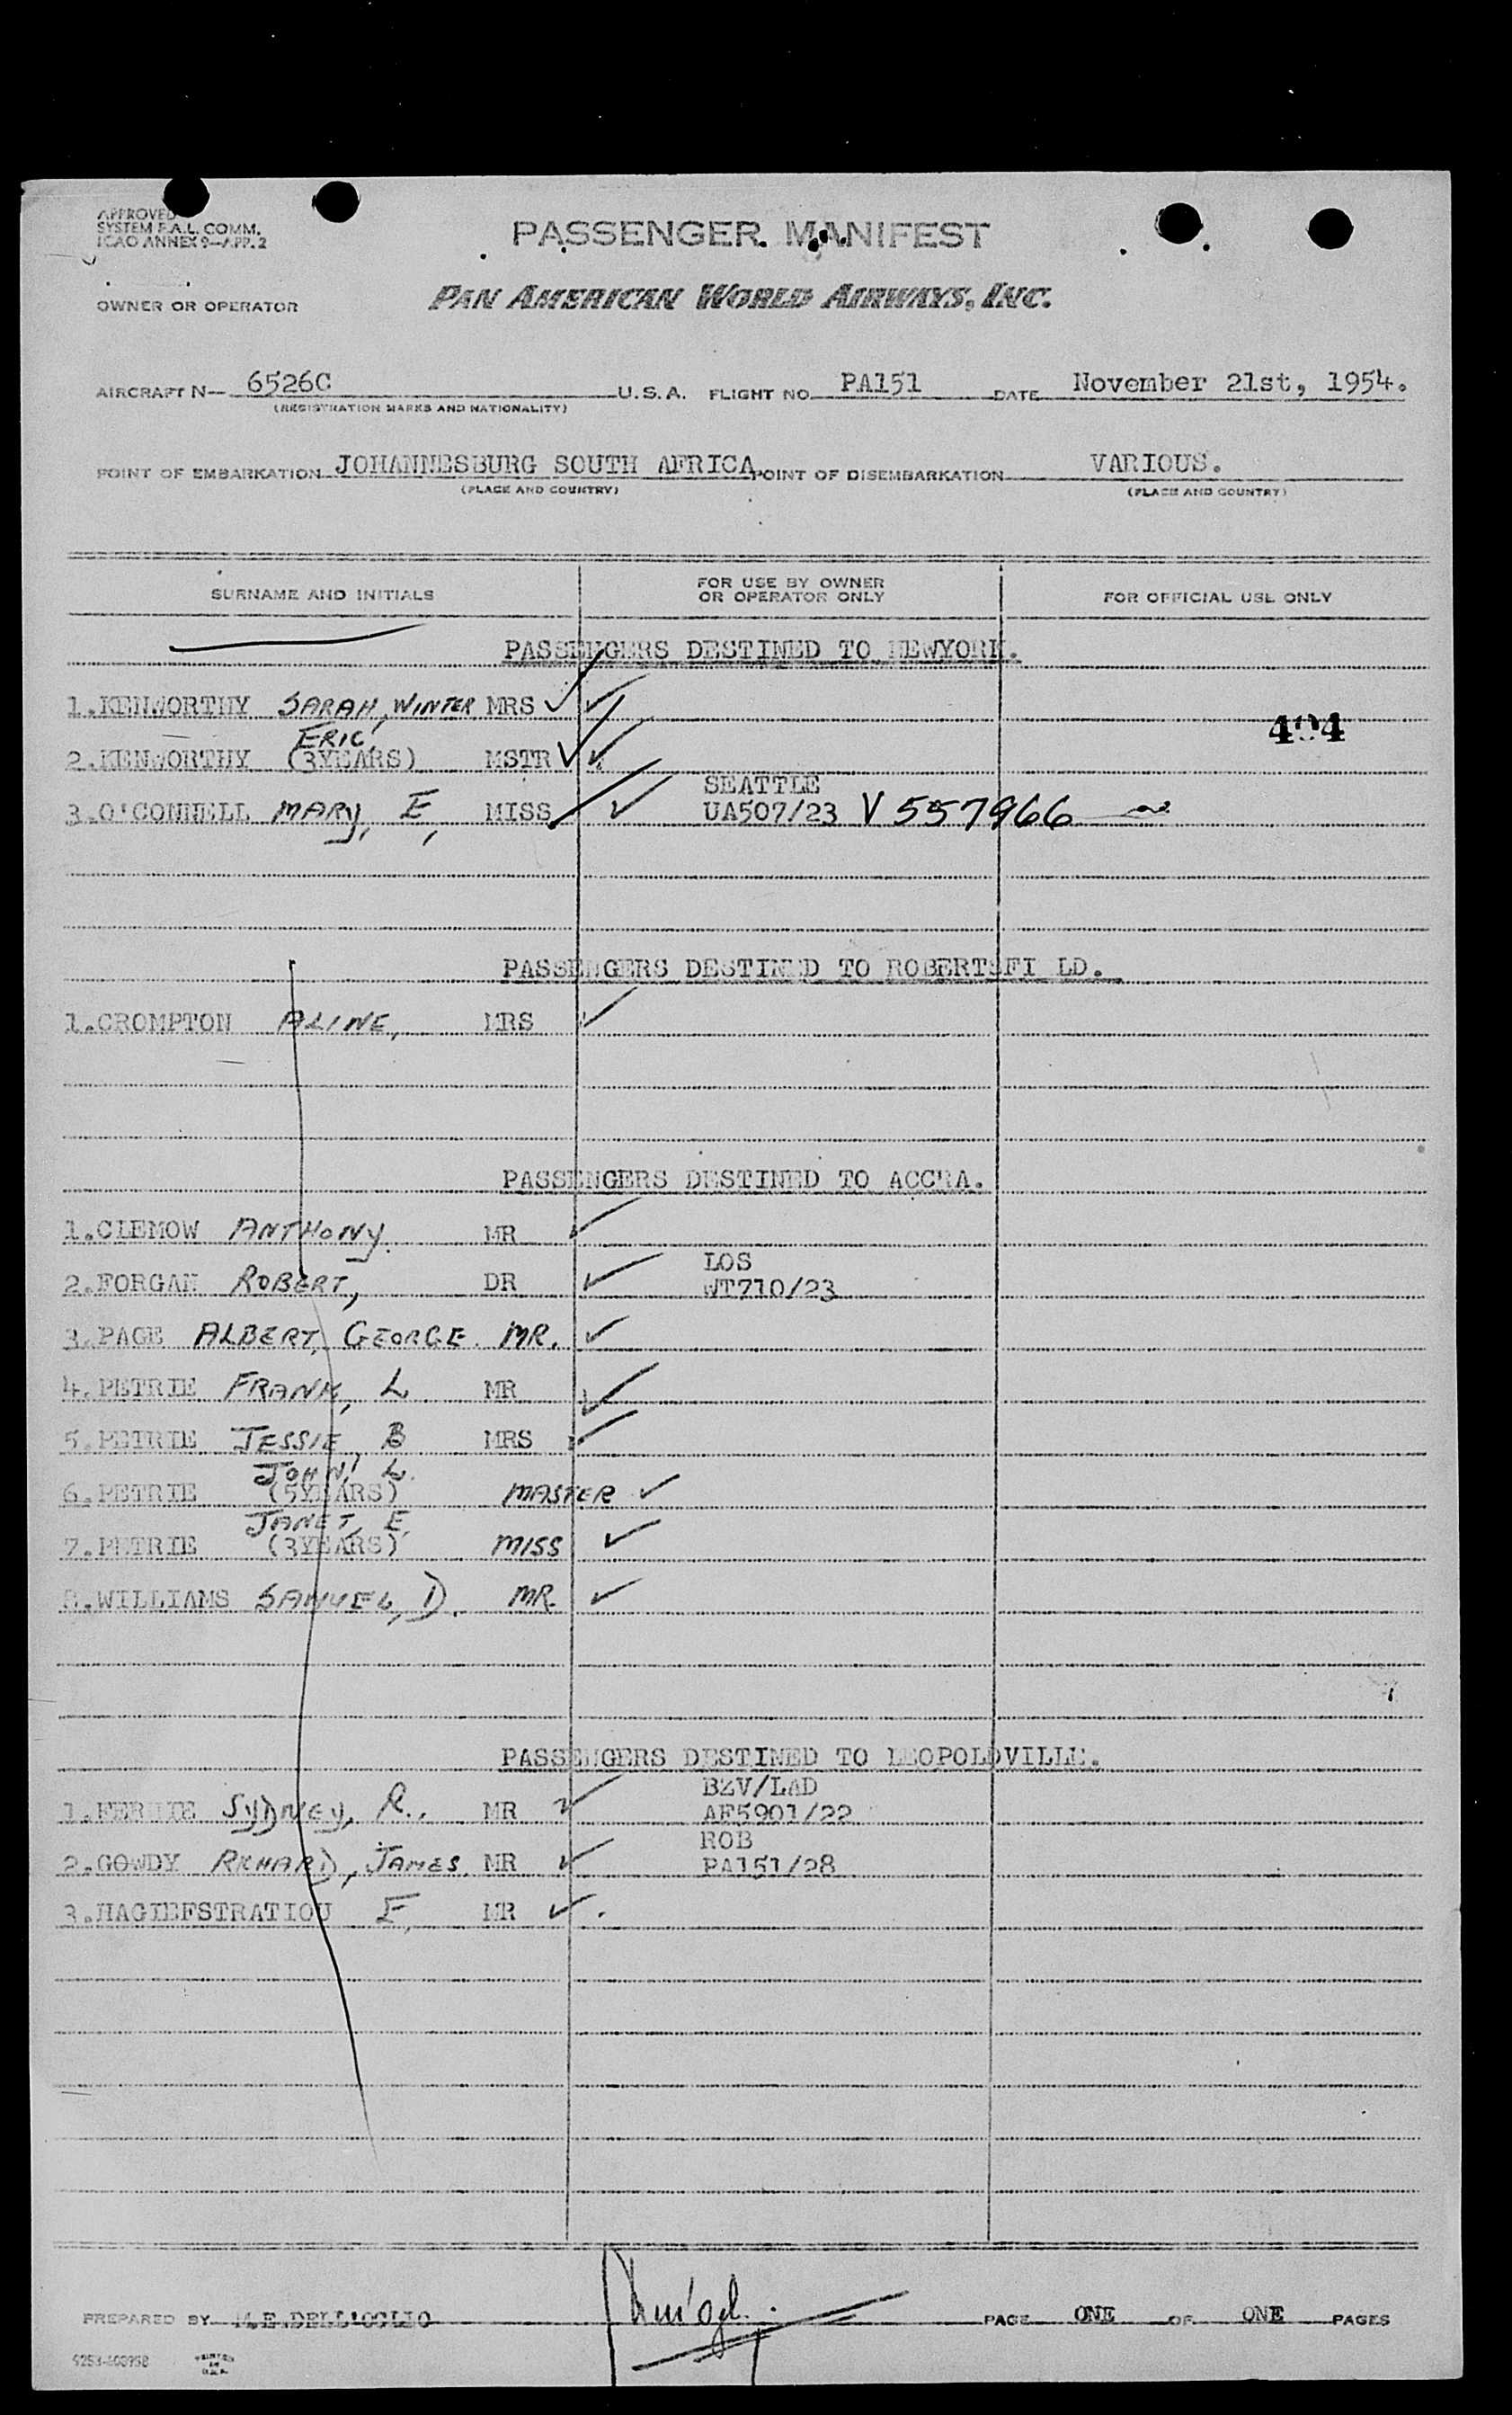 APPROVED
SYSTEM F.A.L. COMM.
ICAO ANNEX 9—APP. 2
PASSENGER MANIFEST
OWNER OR OPERATOR PAN AMERICAN WORLD AIRWAYS, INC.
AIRCRAFT N— 6526C U.S.A. FLIGHT NO. PA151 DATE November 21st, 1954.
(REGISTRATION MARKS AND NATIONALITY)
POINT OF EMBARKATION JOHANNESBURG SOUTH AFRICA POINT OF DISEMBARKATION VARIOUS.
(PLACE AND COUNTRY) (PLACE AND COUNTRY)
SURNAME AND INITIALS FOR USE BY OWNER OR OPERATOR ONLY FOR OFFICIAL USE ONLY
PASSENGERS DESTINED TO NEWYORK.
1.KENWORTHY SARAH, WINTER MRS
ERIC,
2.KENWORTHY (3YEARS) MSTR
494
SEATTLE
3.O'CONNELL MARY, E, MISS UA507/23 V 557966
PASSENGERS DESTINED TO ROBERTSFI LD.
1.CROMPTON ALINE, MRS
PASSENGERS DESTINED TO ACCRA.
1.CLEMOW ANTHONY. MR
LOS
2.FORGAN ROBERT, DR WT710/23
3.PAGE ALBERT, GEORGE. MR.
4.PETRIE FRANK, L MR
5.PETRIE JESSIE, B MRS
JOHN, L.
6.PETRIE (5YEARS) MASTER
JANET, E,
7.PETRIE (3YEARS) MISS
8.WILLIAMS SAMUEL, D. MR.
PASSENGERS DESTINED TO LEOPOLDVILLE.
BZV/LAD
1. SYDNEY, R., MR AF5901/22
ROB
2.GOWDY RICHARD, JAMES. MR PA151/28
3.HAGIEFSTRATIOU E, MR
PREPARED BY M.E.DELL'OGLIO PAGE ONE OF ONE PAGES
PRINTED
IN
U.S.A.